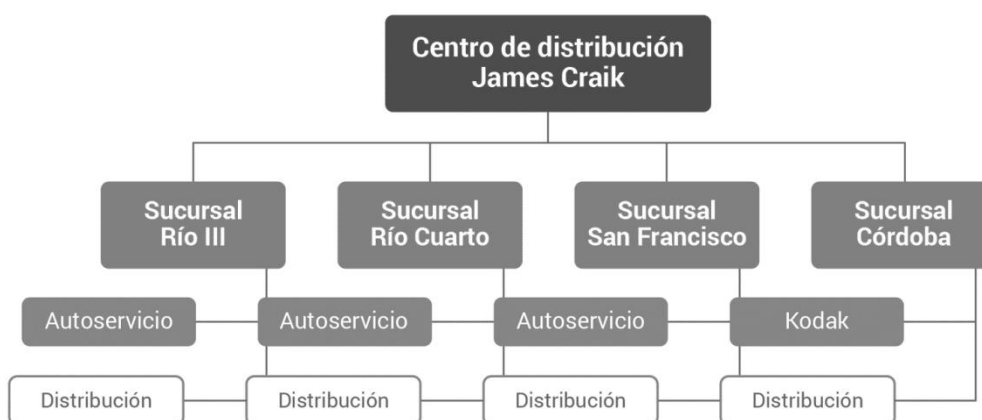 Centro de distribución
James Craik
Sucursal
Río III
Sucursal
Río Cuarto
Sucursal
San Francisco
Sucursal
Córdoba
Autoservicio
Autoservicio
Autoservicio
Kodak
Distribución
Distribución
Distribución
Distribución